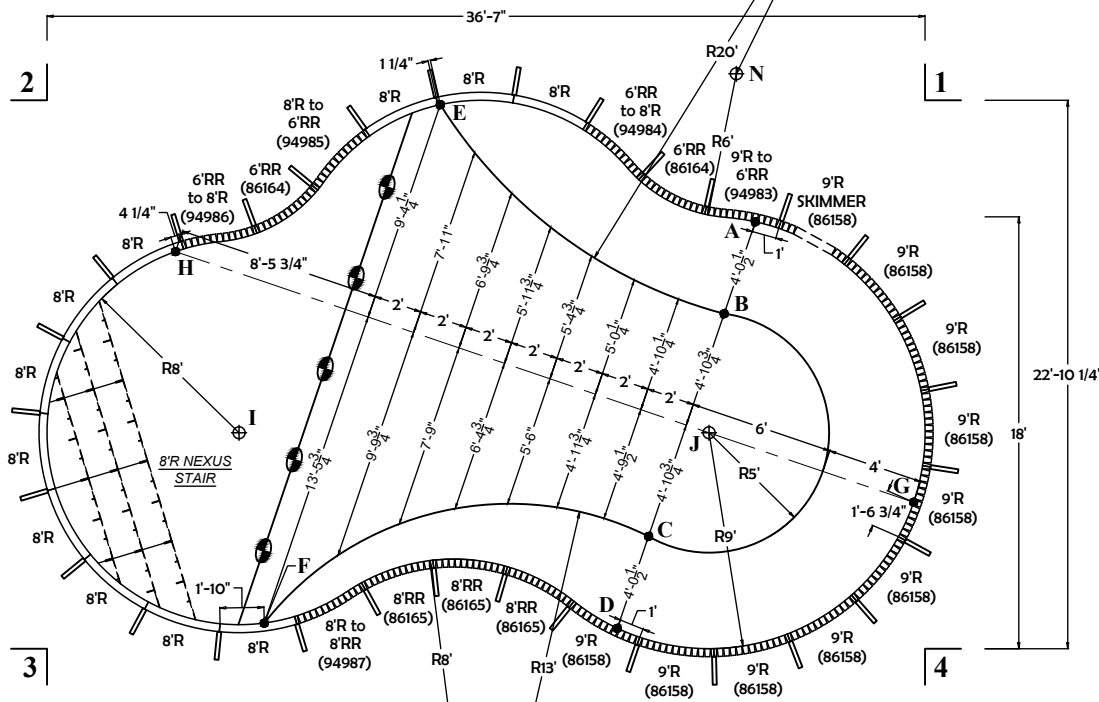 36'-7"
2
1
3
4
1 1/4"
8'R
8'R
E
8'R to
6'RR
(94985)
6'RR
to 8'R
(94984)
6'RR
(86164)
R20'
N
R6'
9'R to
6'RR
(94983)
9'R
SKIMMER
(86158)
A
1'
6'RR
(86164)
6'RR
to 8'R
(94986)
4 1/4"
8'R
H
8'-5 3/4"
9'-4 1/4"
7'-11"
6'-9 3/4"
5'-11 3/4"
5'-4 3/4"
5'-0 1/4"
4'-10 1/4"
4'-10 3/4"
4'-0 1/2"
B
9'R
(86158)
9'R
(86158)
9'R
(86158)
22'-10 1/4"
18'
2'
2'
2'
2'
2'
2'
2'
6'
4'
8'R
8'R
8'R
8'R
8'R
8'R
8'R
R8'
I
8'R NEXUS
STAIR
13'-5 3/4"
9'-9 3/4"
7'-9"
6'-4 3/4"
5'-6"
4'-11 3/4"
4'-9 1/2"
4'-10 3/4"
J
R5'
R9'
G
1'-6 3/4"
9'R
(86158)
9'R
(86158)
9'R
(86158)
1'-10"
F
C
4'-0 1/2"
D
1'
8'R
8'R to
8'RR
(94987)
8'RR
(86165)
8'RR
(86165)
8'RR
(86165)
9'R
(86158)
9'R
(86158)
9'R
(86158)
9'R
(86158)
R8'
R13'